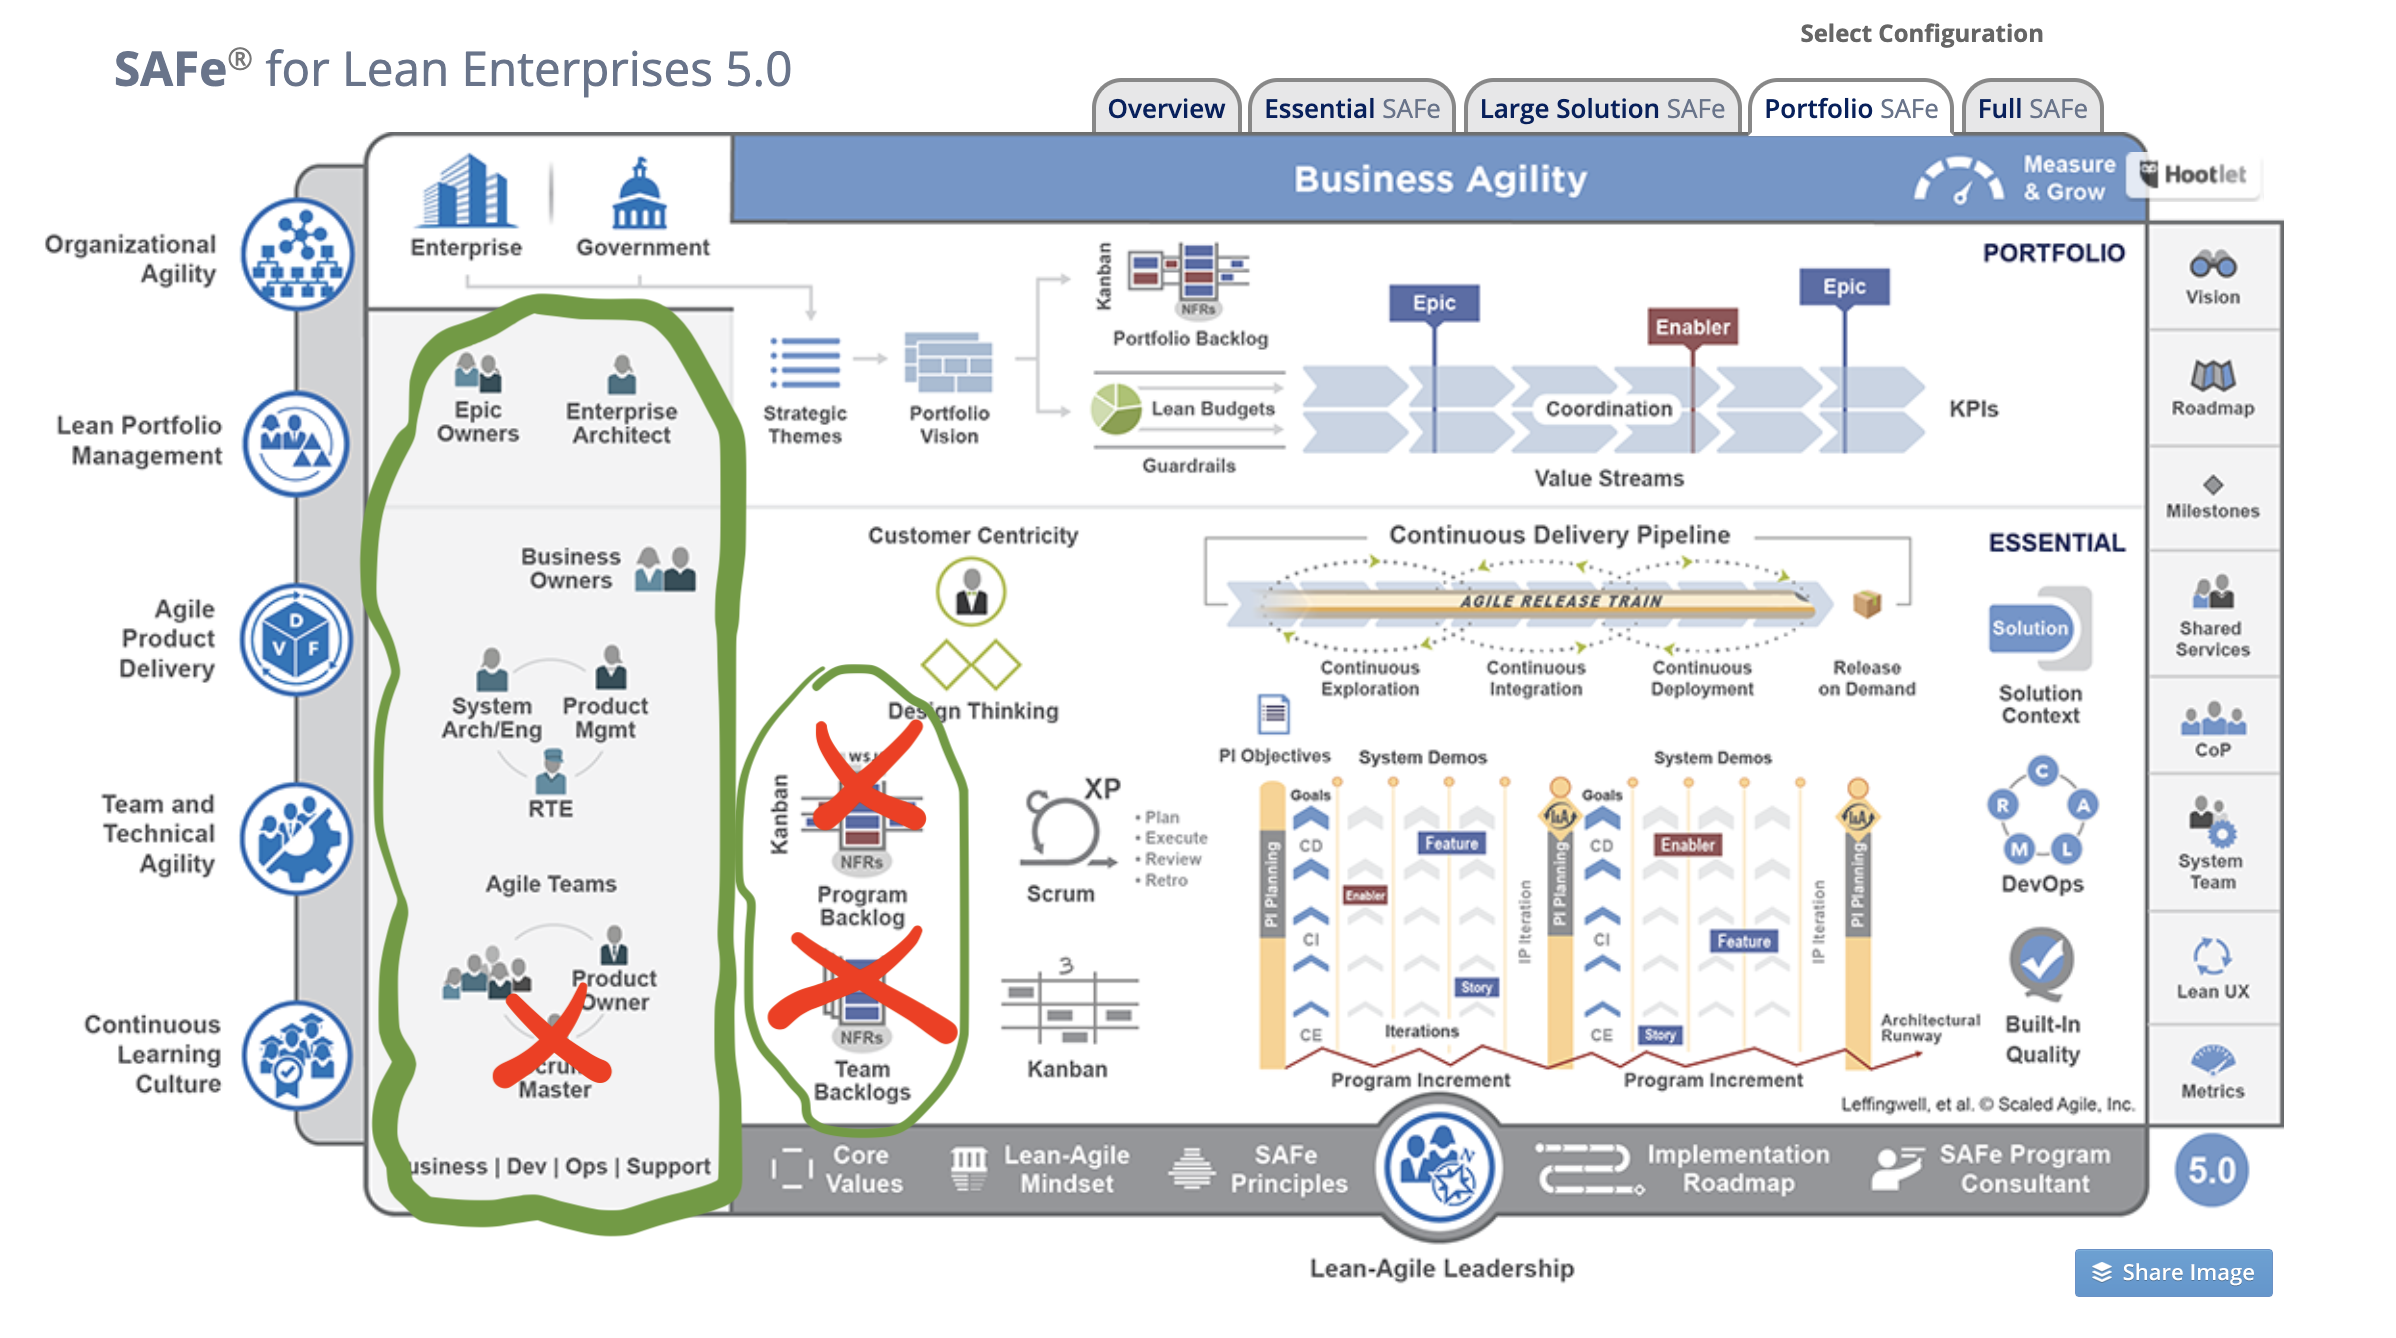 Select Configuration
SAFe® for Lean Enterprises 5.0
Overview
Essential SAFe
Large Solution SAFe
Portfolio SAFe
Full SAFe
Organizational
Agility
Lean Portfolio
Management
Agile
Product
Delivery
D
V
F
Team and
Technical
Agility
Continuous
Learning
Culture
Enterprise
Government
Business Agility
Measure
& Grow
Hootlet
PORTFOLIO
Epic
Owners
Enterprise
Architect
Strategic
Themes
Portfolio
Vision
Kanban
NFRs
Portfolio Backlog
Lean Budgets
Guardrails
Epic
Enabler
Epic
Coordination
KPIs
Value Streams
Business
Owners
System
Arch/Eng
Product
Mgmt
RTE
Agile Teams
Product
Owner
Master
Business | Dev | Ops | Support
Customer Centricity
Design Thinking
Kanban
NFRs
Program
Backlog
NFRs
Team
Backlogs
XP
• Plan
• Execute
• Review
• Retro
Scrum
3
Kanban
Continuous Delivery Pipeline
AGILE RELEASE TRAIN
Continuous
Exploration
Continuous
Integration
Continuous
Deployment
Release
on Demand
ESSENTIAL
Solution
Solution
Context
C
R
A
M
L
DevOps
Built-In
Quality
PI Objectives
System Demos
System Demos
PI Planning
Goals
CD
CI
CE
Enabler
Feature
Story
Iterations
IP Iteration
I&A
PI Planning
Goals
CD
CI
CE
Enabler
Feature
Story
IP Iteration
I&A
PI Planning
Architectural
Runway
Program Increment
Program Increment
Leffingwell, et al. © Scaled Agile, Inc.
Vision
Roadmap
Milestones
Shared
Services
CoP
System
Team
Lean UX
Metrics
Core
Values
Lean-Agile
Mindset
SAFe
Principles
N
Implementation
Roadmap
SAFe Program
Consultant
5.0
Lean-Agile Leadership
Share Image